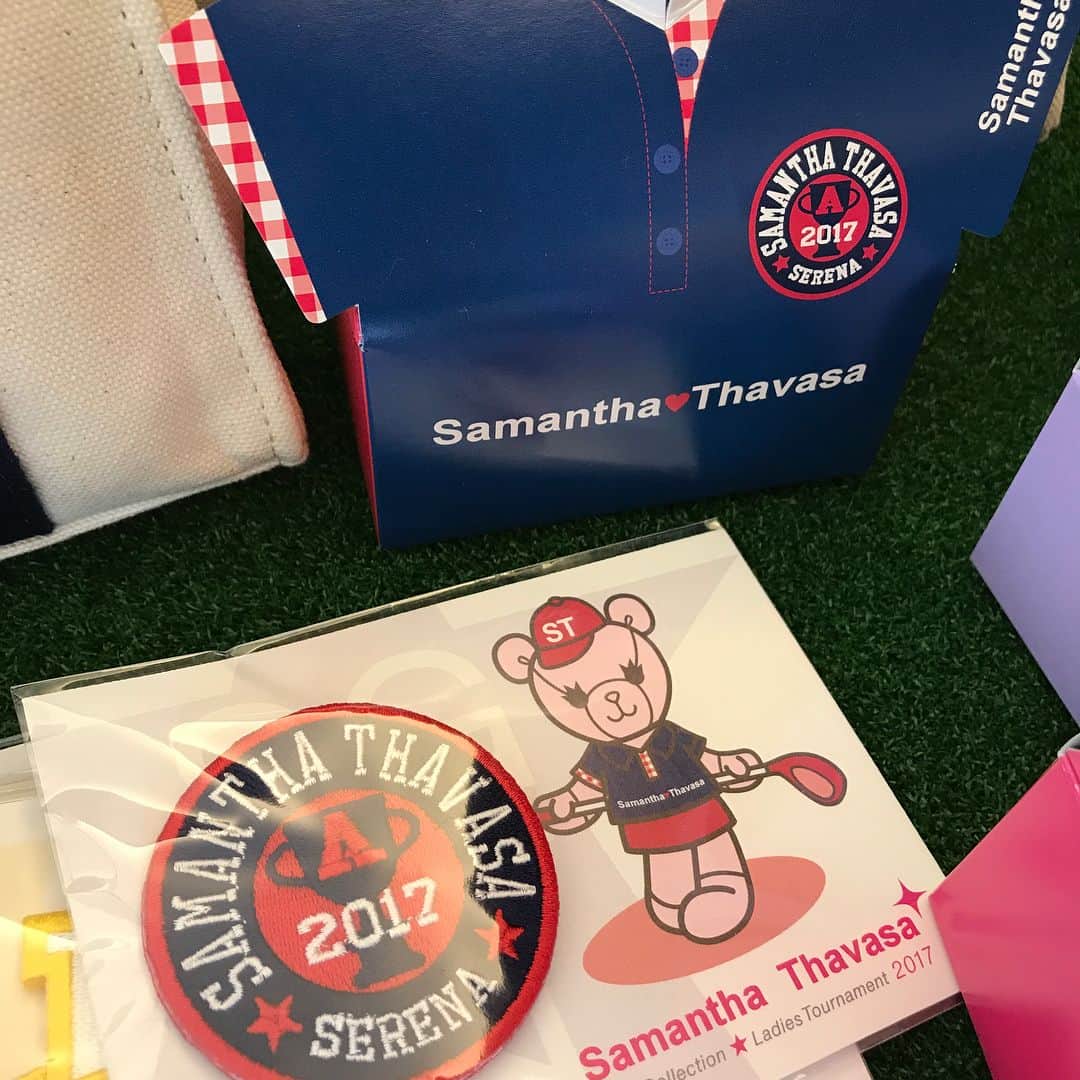 Samantha
Thavasa
SAMANTHA THAVASA
A
2017
SERENA
Samantha♥Thavasa
ST
Samantha♥Thavasa
SAMANTHA THAVASA
A
2017
SERENA
Samantha Thavasa
Collection ★ Ladies Tournament 2017